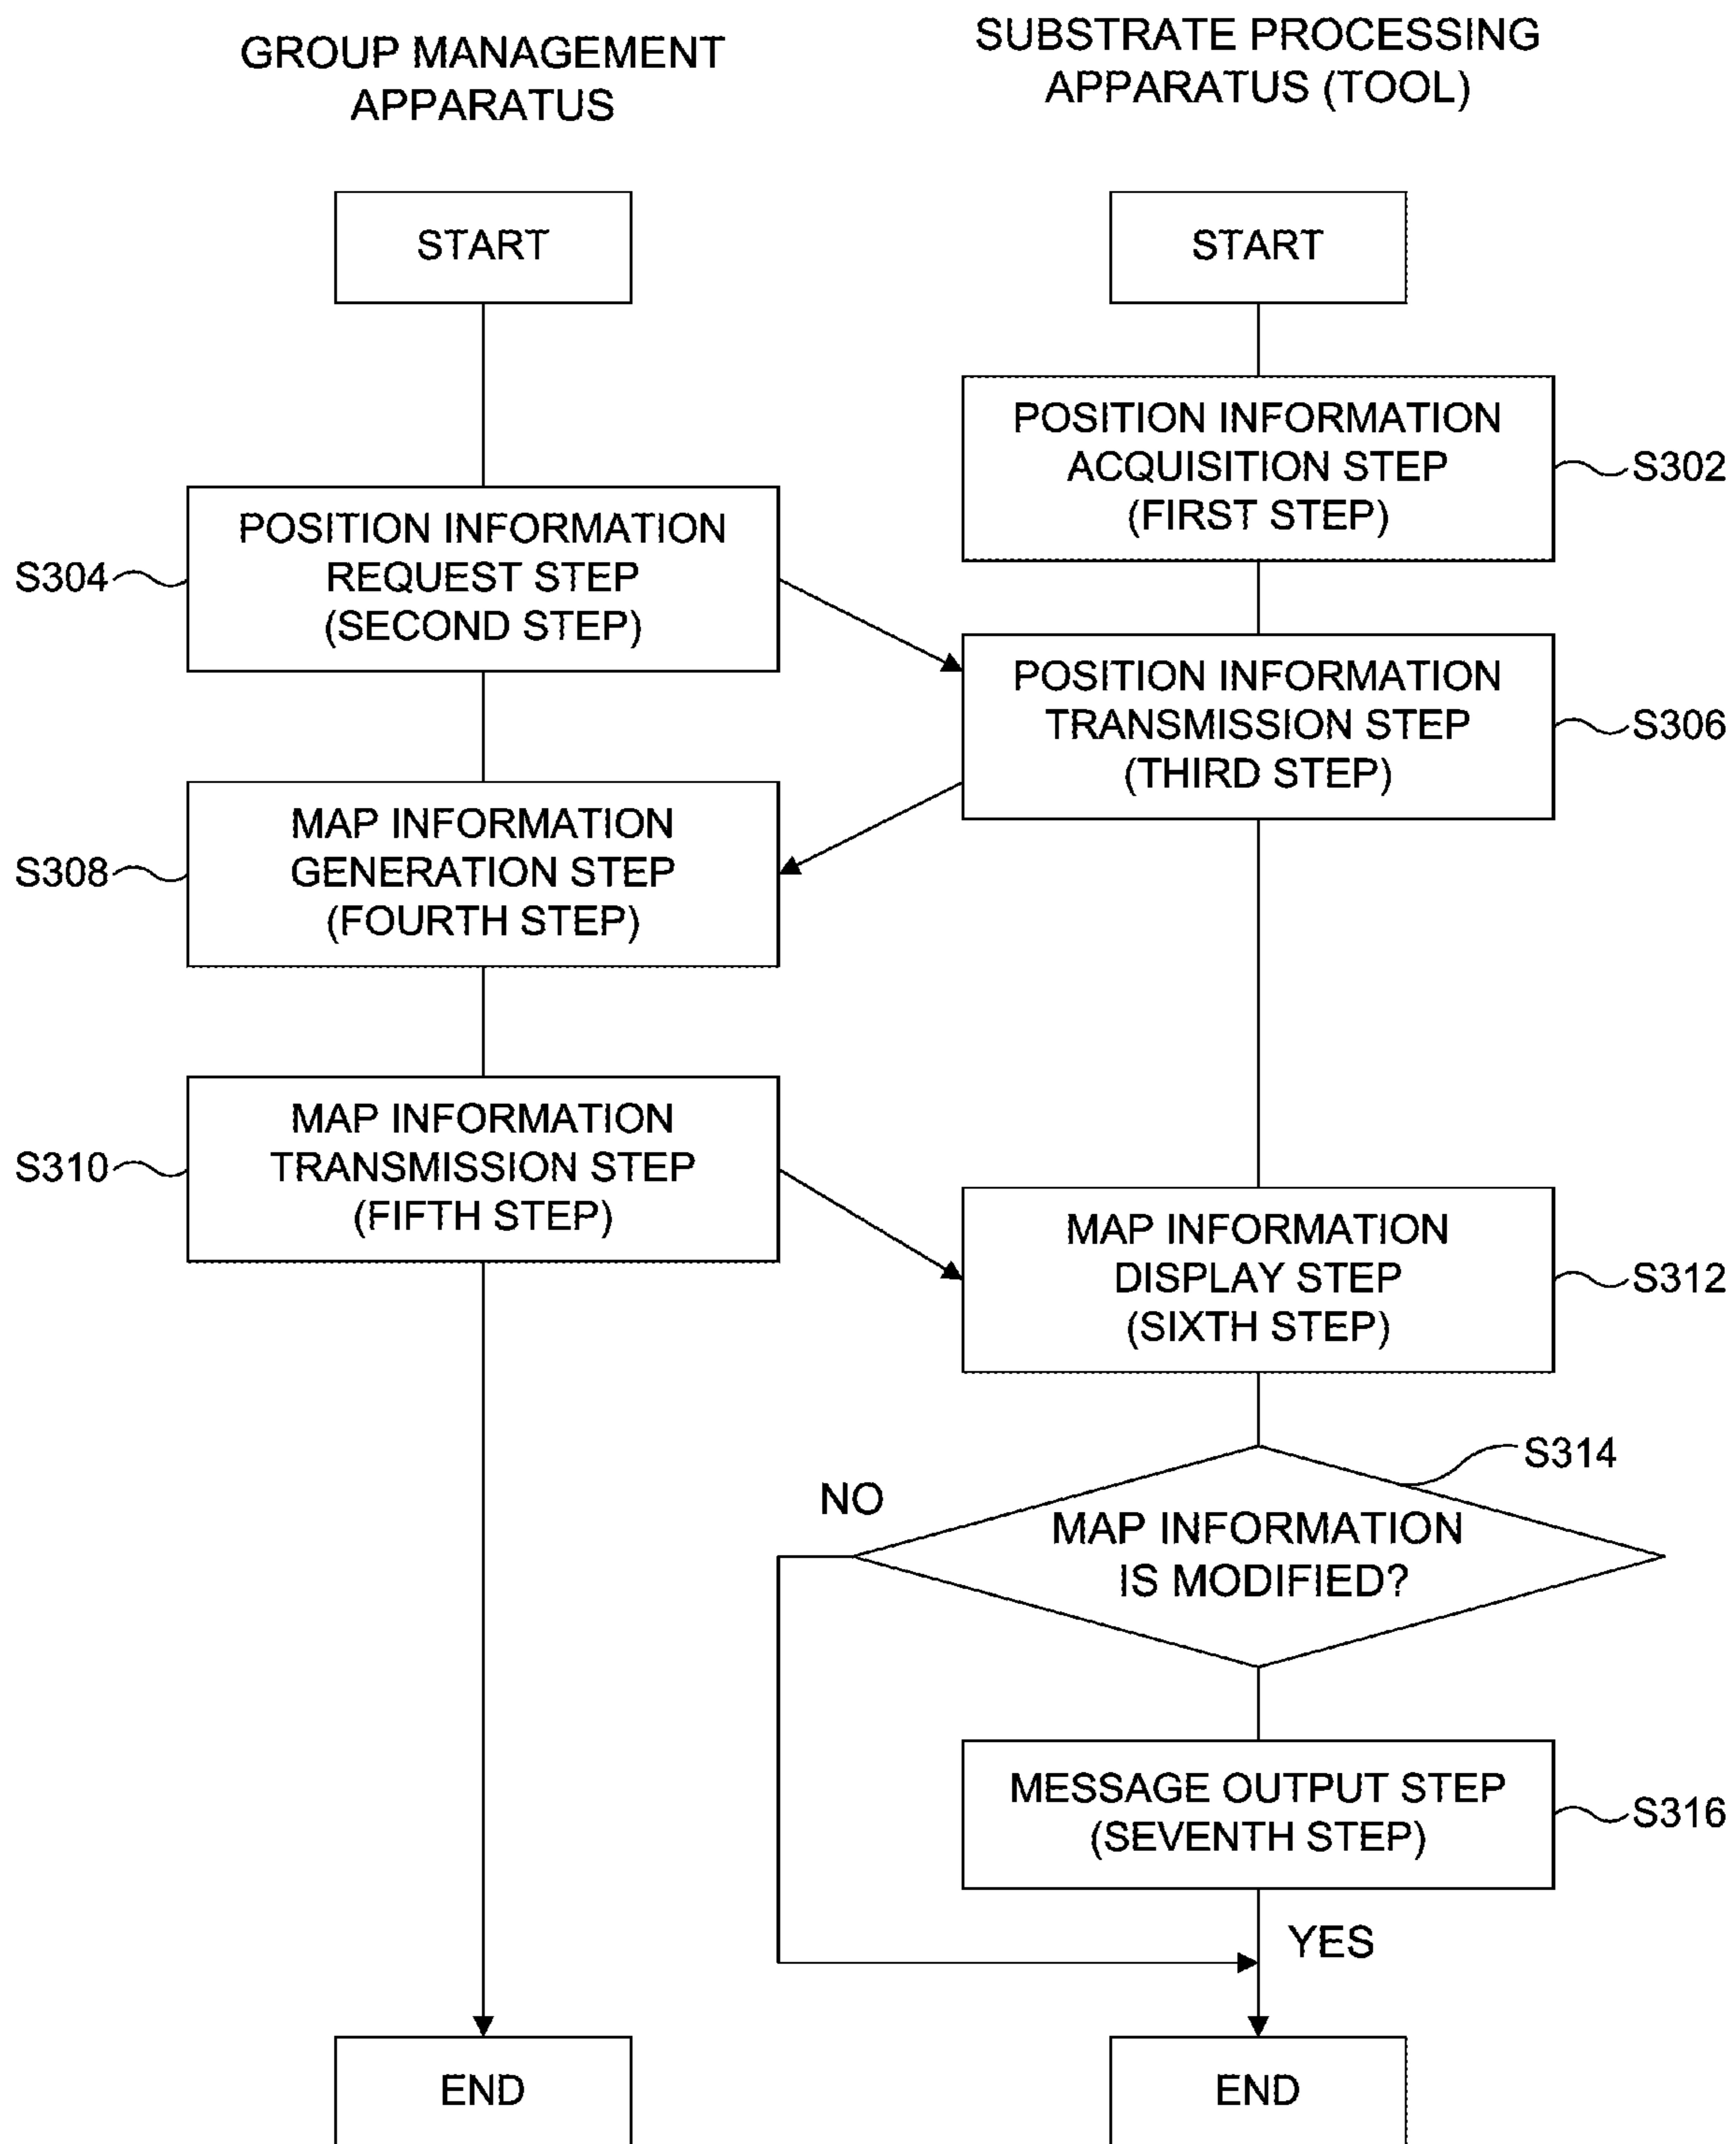 GROUP MANAGEMENT
APPARATUS
SUBSTRATE PROCESSING
APPARATUS (TOOL)
START
START
POSITION INFORMATION
ACQUISITION STEP
(FIRST STEP)
S302
S304
POSITION INFORMATION
REQUEST STEP
(SECOND STEP)
POSITION INFORMATION
TRANSMISSION STEP
(THIRD STEP)
S306
S308
MAP INFORMATION
GENERATION STEP
(FOURTH STEP)
S310
MAP INFORMATION
TRANSMISSION STEP
(FIFTH STEP)
MAP INFORMATION
DISPLAY STEP
(SIXTH STEP)
S312
S314
NO
MAP INFORMATION
IS MODIFIED?
MESSAGE OUTPUT STEP
(SEVENTH STEP)
S316
YES
END
END